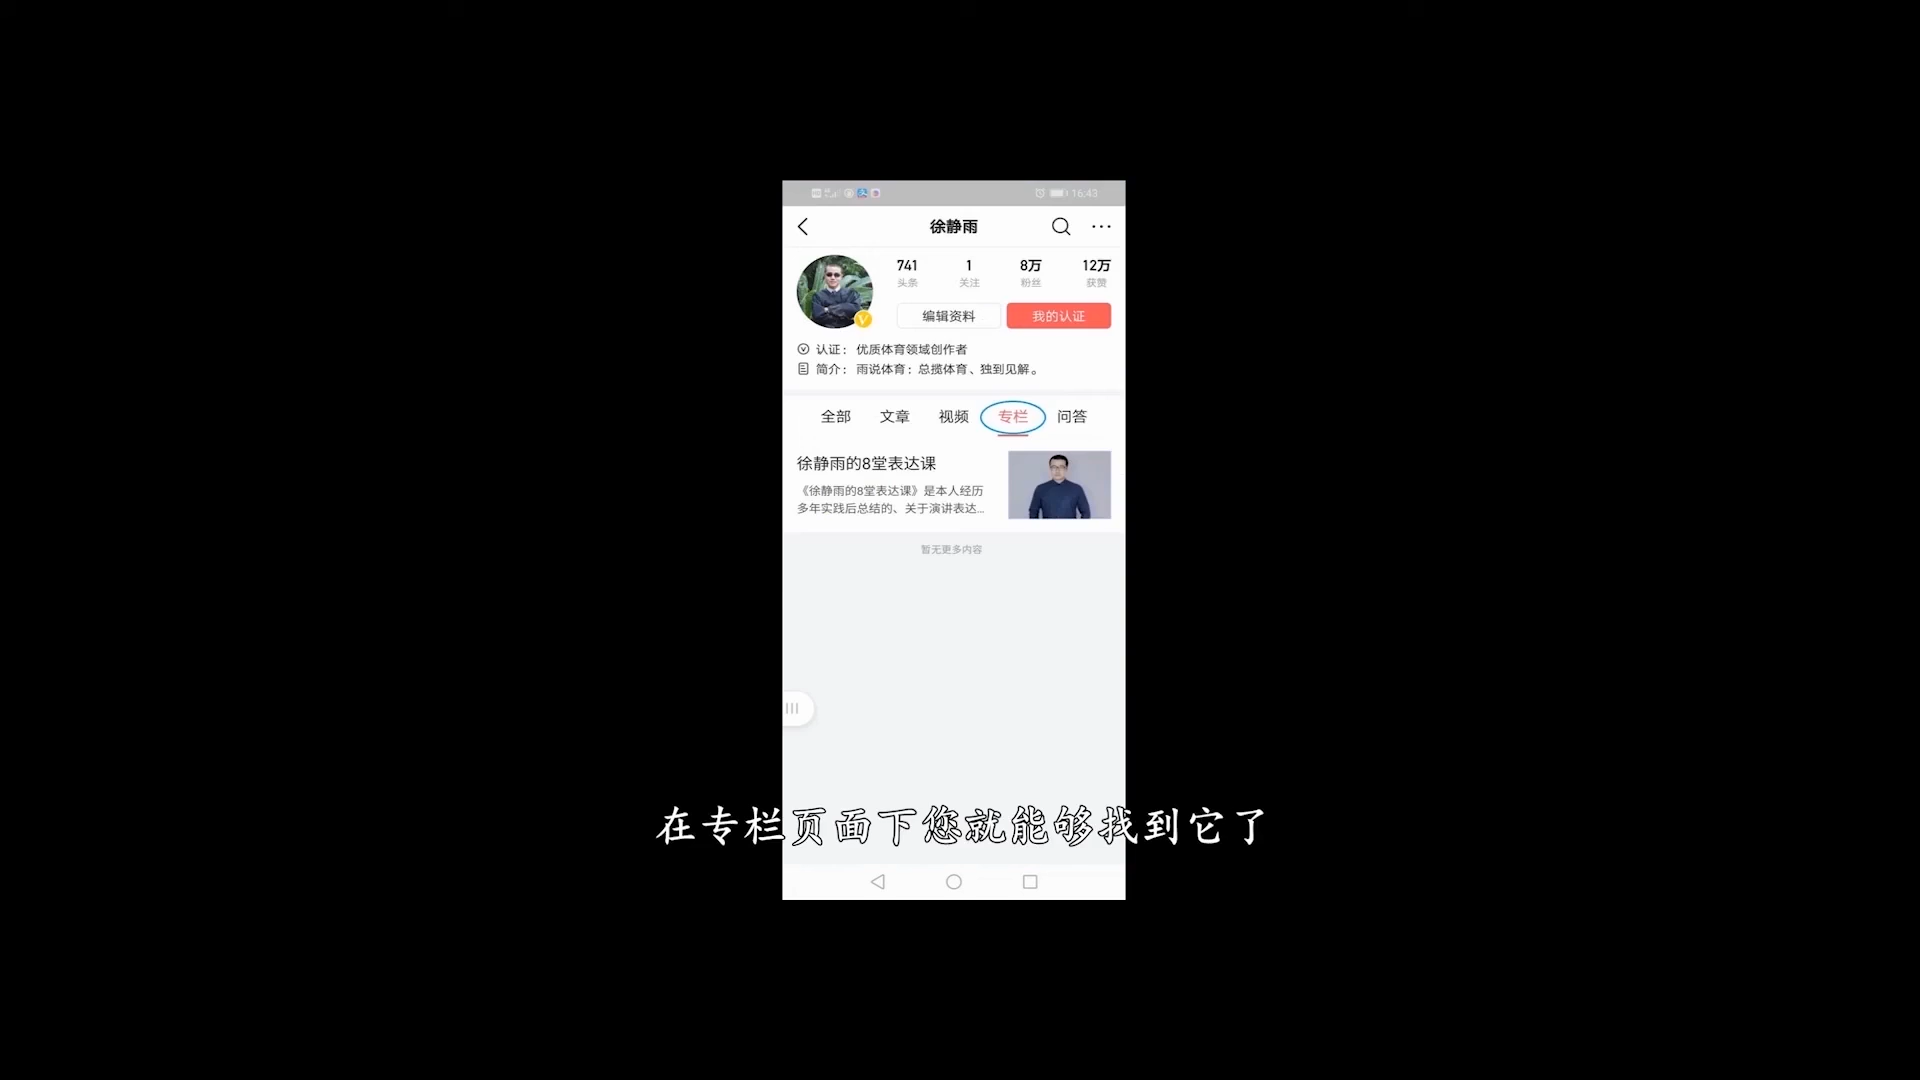 16:43
徐静雨
741 1 8万 12万
头条 关注 粉丝 获赞
编辑资料 我的认证
认证： 优质体育领域创作者
简介： 雨说体育：总揽体育、独到见解。
全部 文章 视频 专栏 问答
徐静雨的8堂表达课
《徐静雨的8堂表达课》是本人经历
多年实践后总结的、关于演讲表达...
暂无更多内容
在专栏页面下您就能够找到它了